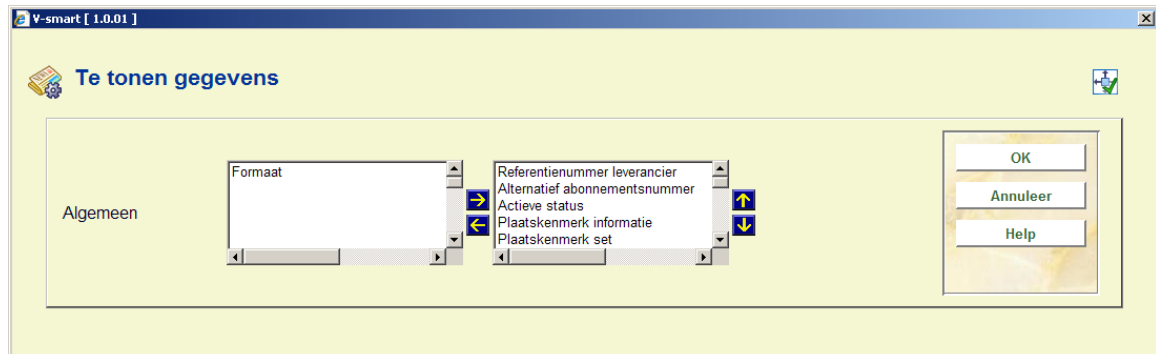 V-smart [ 1.0.01 ]
Te tonen gegevens
Algemeen
Formaat
Referentienummer leverancier
Alternatief abonnementsnummer
Actieve status
Plaatskenmerk informatie
Plaatskenmerk set
OK
Annuleer
Help